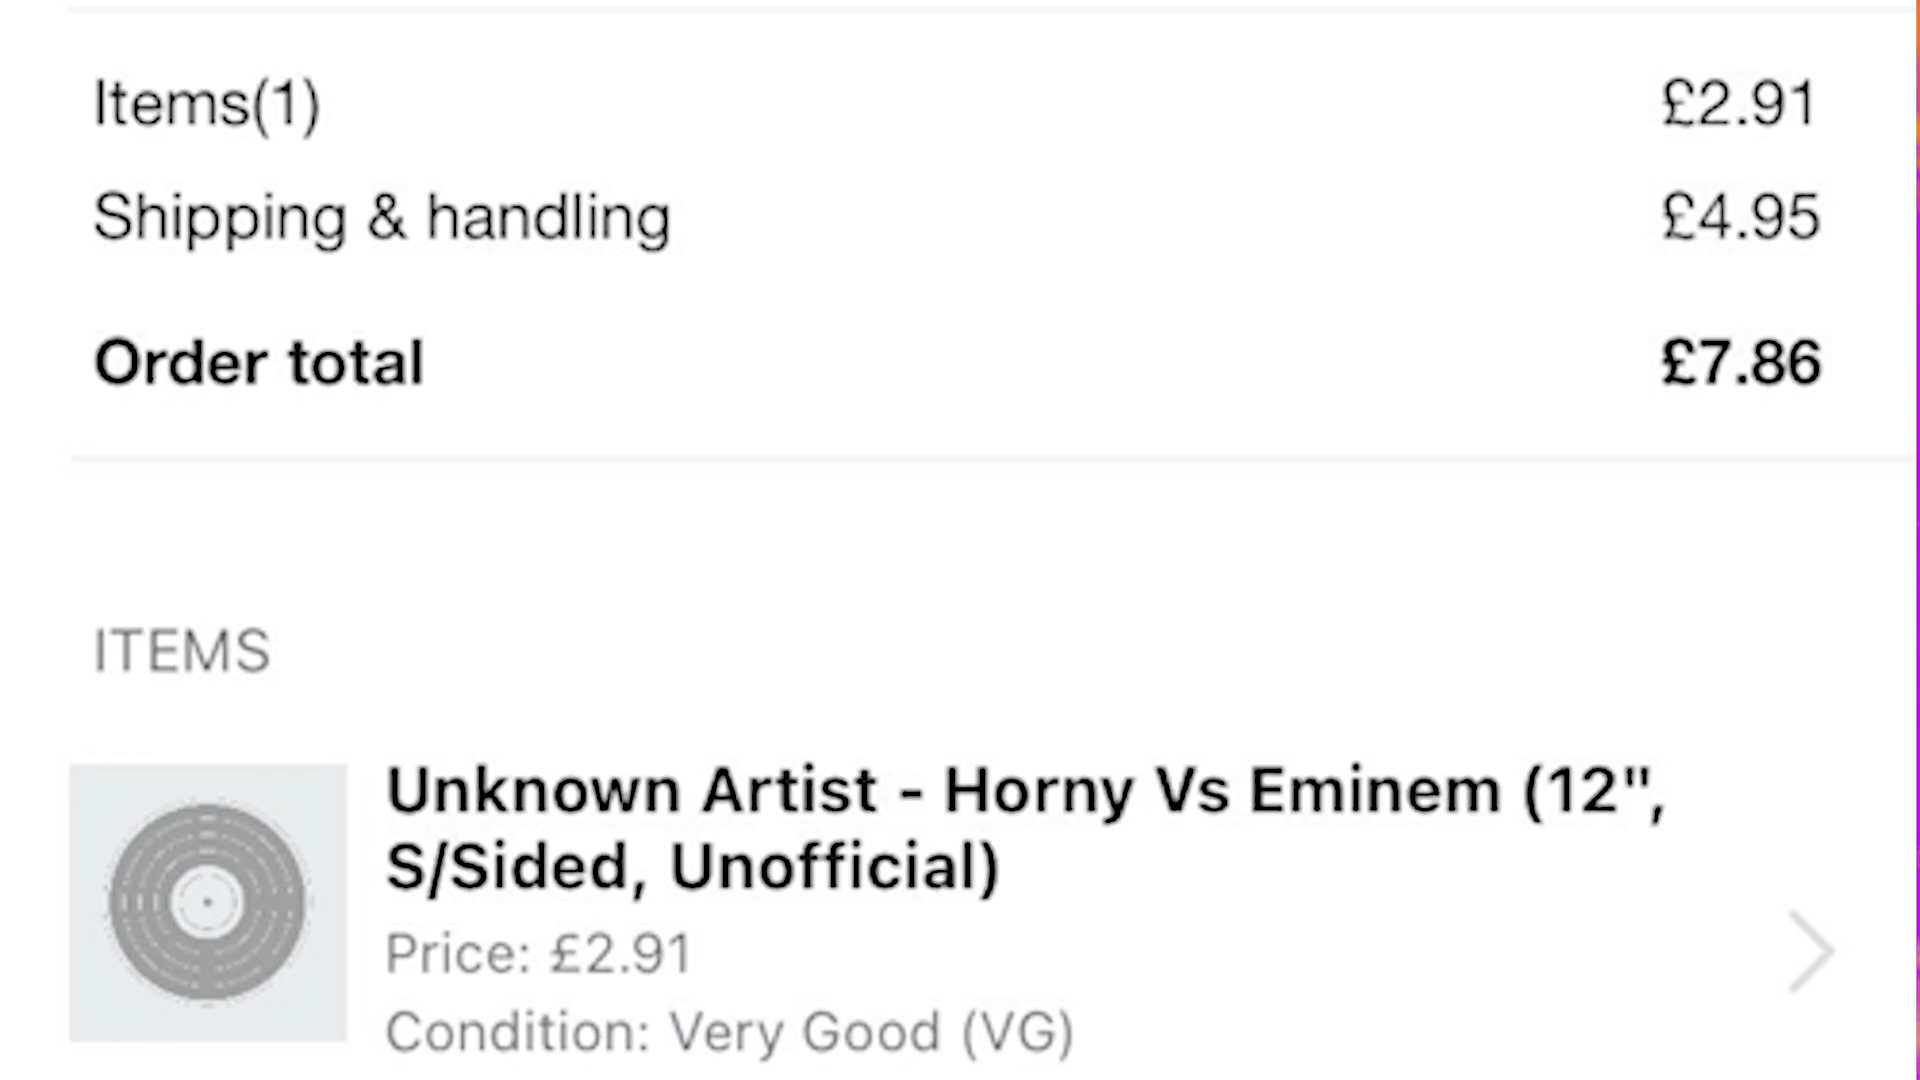 Items(1) £2.91
Shipping & handling £4.95
Order total £7.86
ITEMS
Unknown Artist - Horny Vs Eminem (12",
S/Sided, Unofficial)
Price: £2.91
Condition: Very Good (VG)